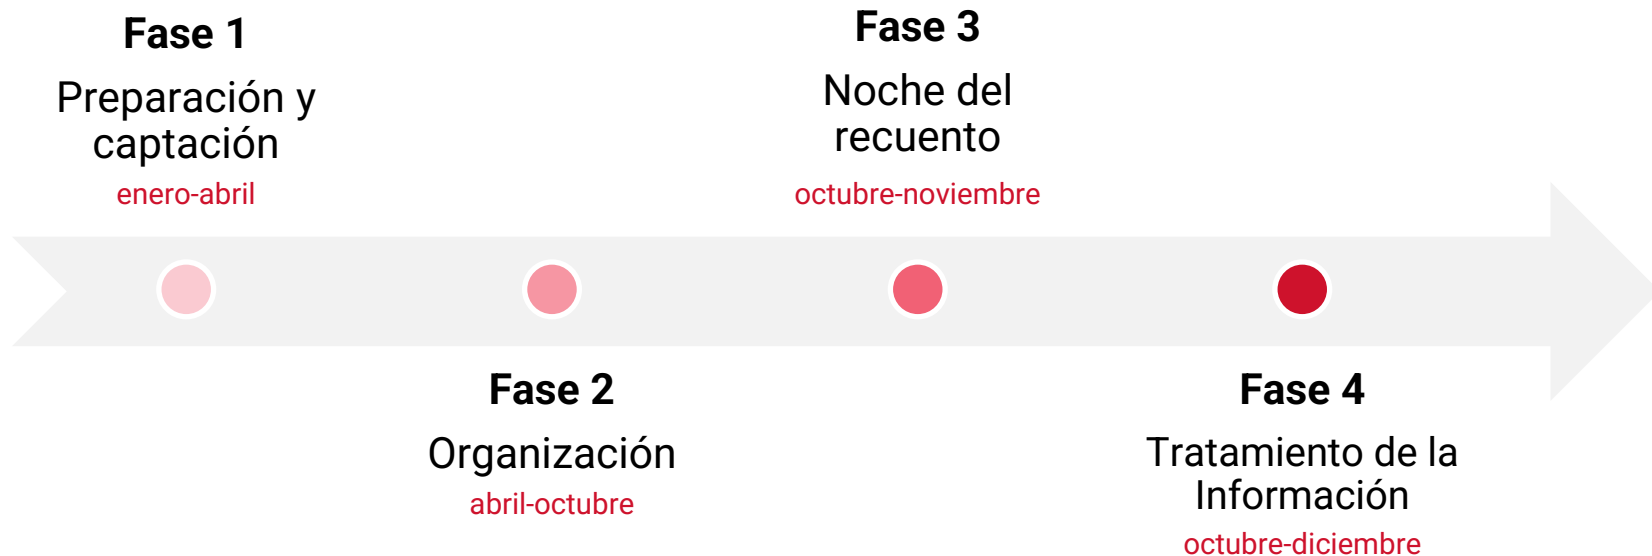 Fase 1
Preparación y
captación
enero-abril
Fase 2
Organización
abril-octubre
Fase 3
Noche del
recuento
octubre-noviembre
Fase 4
Tratamiento de la
Información
octubre-diciembre